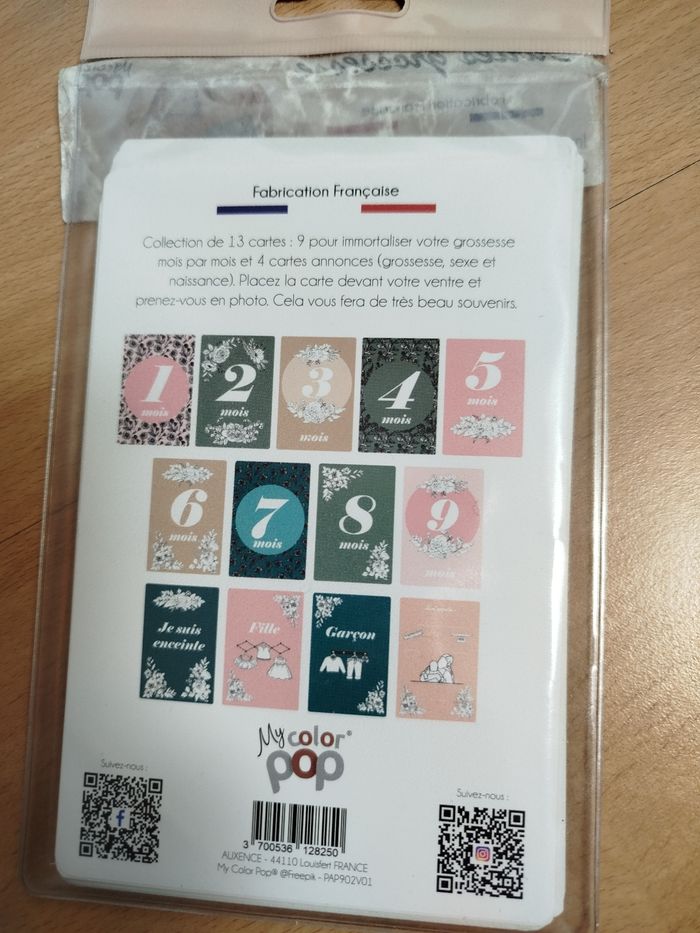 Fabrication Française
Collection de 13 cartes : 9 pour immortaliser votre grossesse
mois par mois et 4 cartes annonces (grossesse, sexe et
naissance). Placez la carte devant votre ventre et
prenez-vous en photo. Cela vous fera de très beau souvenirs.
1 mois
2 mois
3 mois
4 mois
5 mois
6 mois
7 mois
8 mois
9 mois
Je suis
enceinte
Fille
Garçon
My color®
pop
Suivez-nous :
Suivez-nous :
3 700536 128250
AUXENCE - 44110 Louisfert FRANCE
My Color Pop® @Freepik - PAP902V01